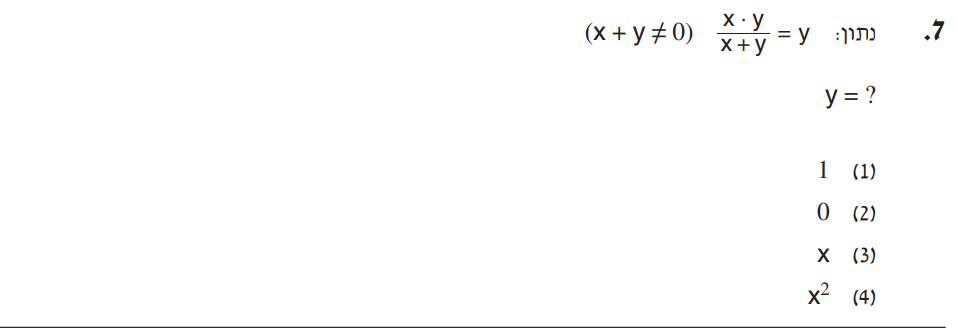 7. נתון: x · y / x + y = y (x + y ≠ 0)
y = ?
(1) 1
(2) 0
(3) x
(4) x²